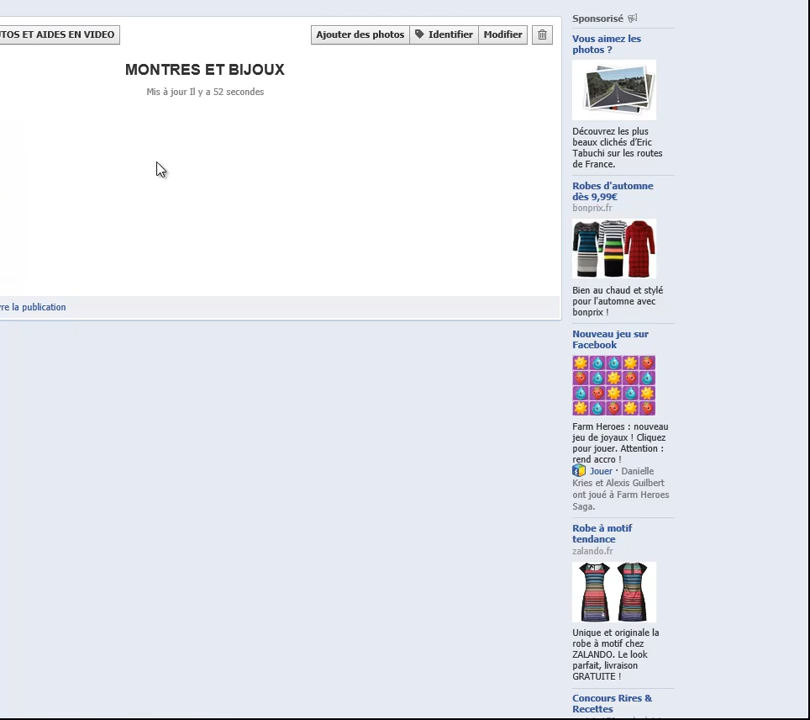 TOS ET AIDES EN VIDEO
Ajouter des photos
Identifier
Modifier
MONTRES ET BIJOUX
Mis à jour Il y a 52 secondes
re la publication
Sponsorisé
Vous aimez les
photos ?
Découvrez les plus
beaux clichés d'Eric
Tabuchi sur les routes
de France.
Robes d'automne
dès 9,99€
bonprix.fr
Bien au chaud et stylé
pour l'automne avec
bonprix !
Nouveau jeu sur
Facebook
Farm Heroes : nouveau
jeu de joyaux ! Cliquez
pour jouer. Attention :
rend accro !
Jouer · Danielle
Kries et Alexis Guilbert
ont joué à Farm Heroes
Saga.
Robe à motif
tendance
zalando.fr
Unique et originale la
robe à motif chez
ZALANDO. Le look
parfait, livraison
GRATUITE !
Concours Rires &
Recettes